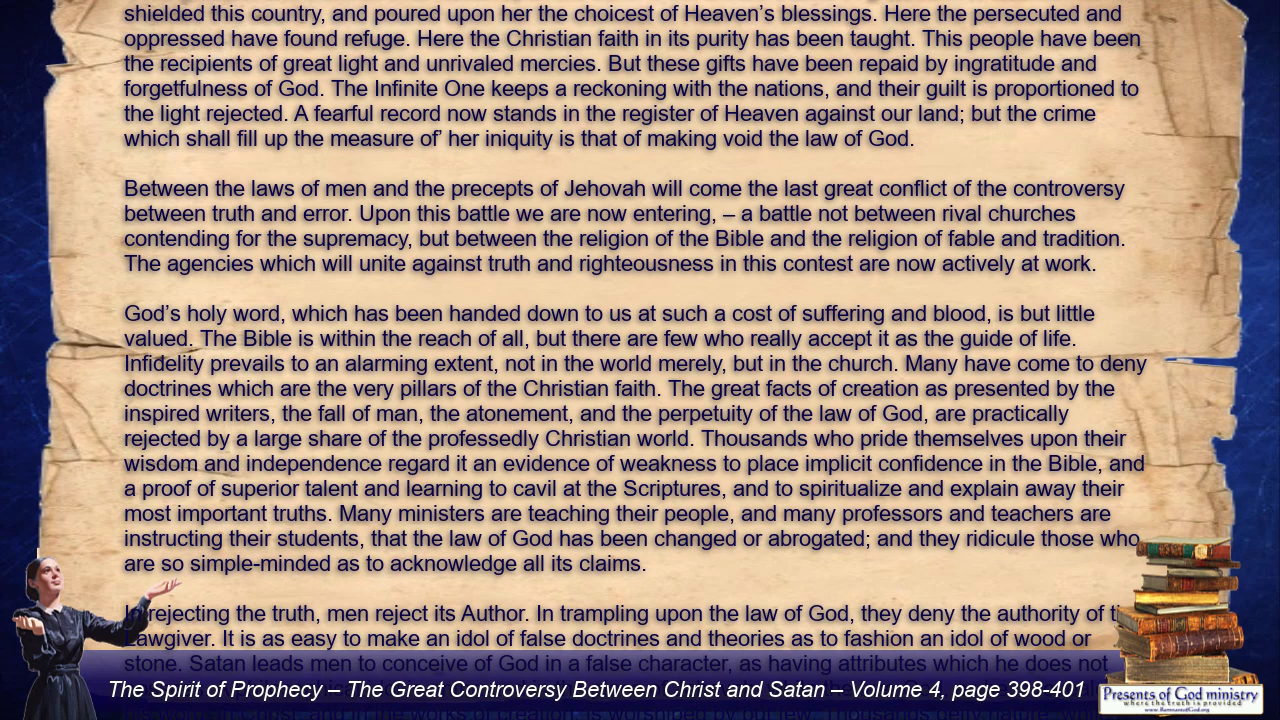 shielded this country, and poured upon her the choicest of Heaven’s blessings. Here the persecuted and
oppressed have found refuge. Here the Christian faith in its purity has been taught. This people have been
the recipients of great light and unrivaled mercies. But these gifts have been repaid by ingratitude and
forgetfulness of God. The Infinite One keeps a reckoning with the nations, and their guilt is proportioned to
the light rejected. A fearful record now stands in the register of Heaven against our land; but the crime
which shall fill up the measure of’ her iniquity is that of making void the law of God.
Between the laws of men and the precepts of Jehovah will come the last great conflict of the controversy
between truth and error. Upon this battle we are now entering, – a battle not between rival churches
contending for the supremacy, but between the religion of the Bible and the religion of fable and tradition.
The agencies which will unite against truth and righteousness in this contest are now actively at work.
God’s holy word, which has been handed down to us at such a cost of suffering and blood, is but little
valued. The Bible is within the reach of all, but there are few who really accept it as the guide of life.
Infidelity prevails to an alarming extent, not in the world merely, but in the church. Many have come to deny
doctrines which are the very pillars of the Christian faith. The great facts of creation as presented by the
inspired writers, the fall of man, the atonement, and the perpetuity of the law of God, are practically
rejected by a large share of the professedly Christian world. Thousands who pride themselves upon their
wisdom and independence regard it an evidence of weakness to place implicit confidence in the Bible, and
a proof of superior talent and learning to cavil at the Scriptures, and to spiritualize and explain away their
most important truths. Many ministers are teaching their people, and many professors and teachers are
instructing their students, that the law of God has been changed or abrogated; and they ridicule those who
are so simple-minded as to acknowledge all its claims.
In rejecting the truth, men reject its Author. In trampling upon the law of God, they deny the authority of
Lawgiver. It is as easy to make an idol of false doctrines and theories as to fashion an idol of wood or
stone. Satan leads men to conceive of God in a false character, as having attributes which he does not
The Spirit of Prophecy – The Great Controversy Between Christ and Satan – Volume 4, page 398-401
Presents of God ministry
where the truth is provided
www.RemnantofGod.org